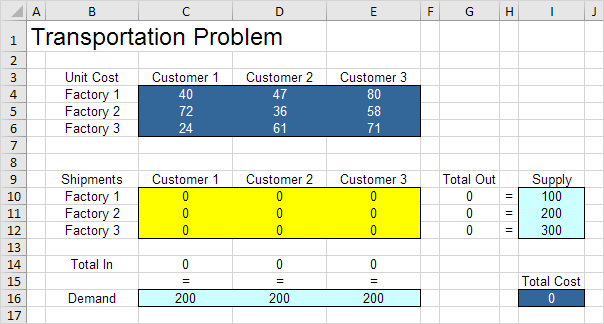 A B C D E F G H I J
1 Transportation Problem
2
3 Unit Cost Customer 1 Customer 2 Customer 3
4 Factory 1 40 47 80
5 Factory 2 72 36 58
6 Factory 3 24 61 71
7
8
9 Shipments Customer 1 Customer 2 Customer 3 Total Out Supply
10 Factory 1 0 0 0 0 = 100
11 Factory 2 0 0 0 0 = 200
12 Factory 3 0 0 0 0 = 300
13
14 Total In 0 0 0
15 = = = Total Cost
16 Demand 200 200 200 0
17